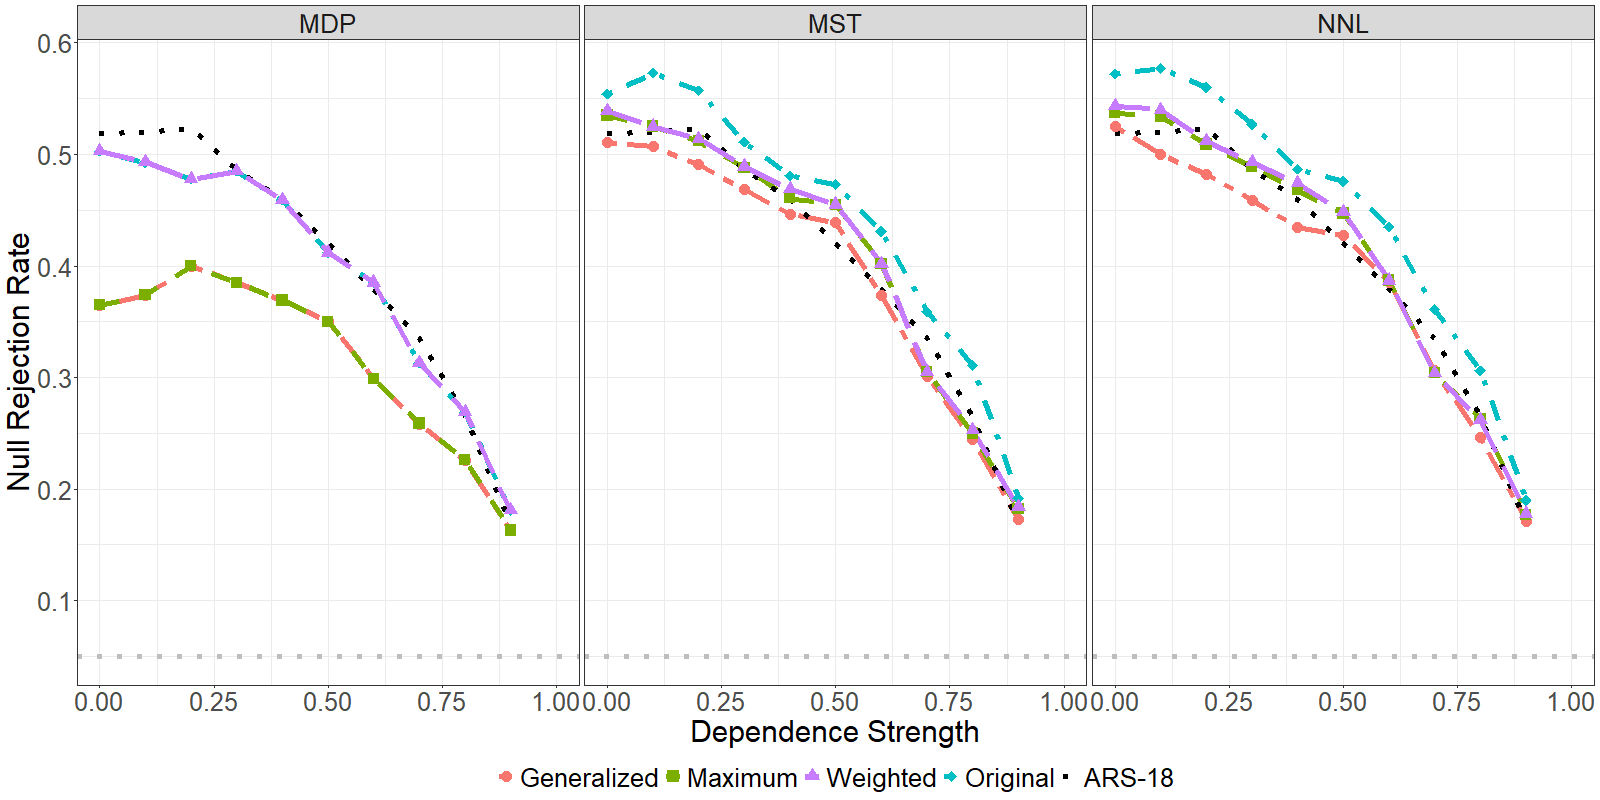 MDP MST NNL
Null Rejection Rate
0.6
0.5
0.4
0.3
0.2
0.1
0.00 0.25 0.50 0.75 1.00 0.00 0.25 0.50 0.75 1.00 0.00 0.25 0.50 0.75 1.00
Dependence Strength
Generalized Maximum Weighted Original ARS-18